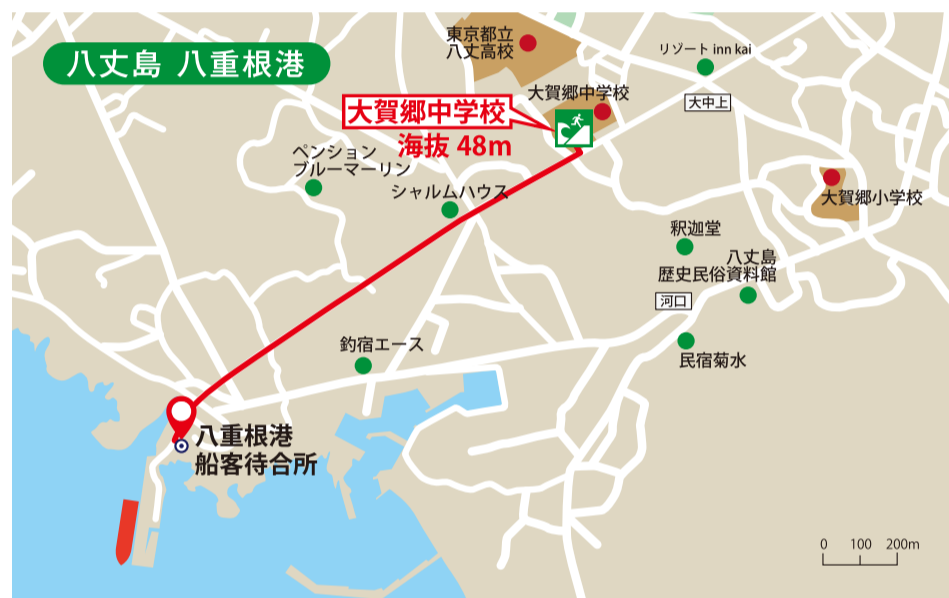 八丈島 八重根港
東京都立
八丈高校
リゾート inn kai
大賀郷中学校
大中上
大賀郷中学校
海抜 48m
ペンション
ブルーマーリン
シャルムハウス
大賀郷小学校
釈迦堂
八丈島
歴史民俗資料館
河口
釣宿エース
民宿菊水
八重根港
船客待合所
0 100 200m